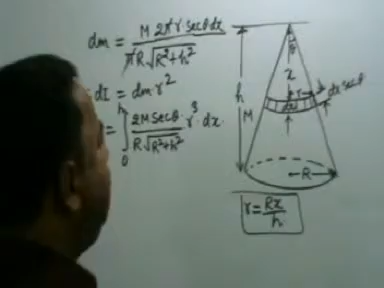 dm = M 2πr secθ dx / πR√R²+h²
dI = dm·r²
= ∫₀ʰ 2M secθ / R√R²+h² · r³·dx.
θ
x
h
r
dx secθ
dx
M
R
r = Rx/h